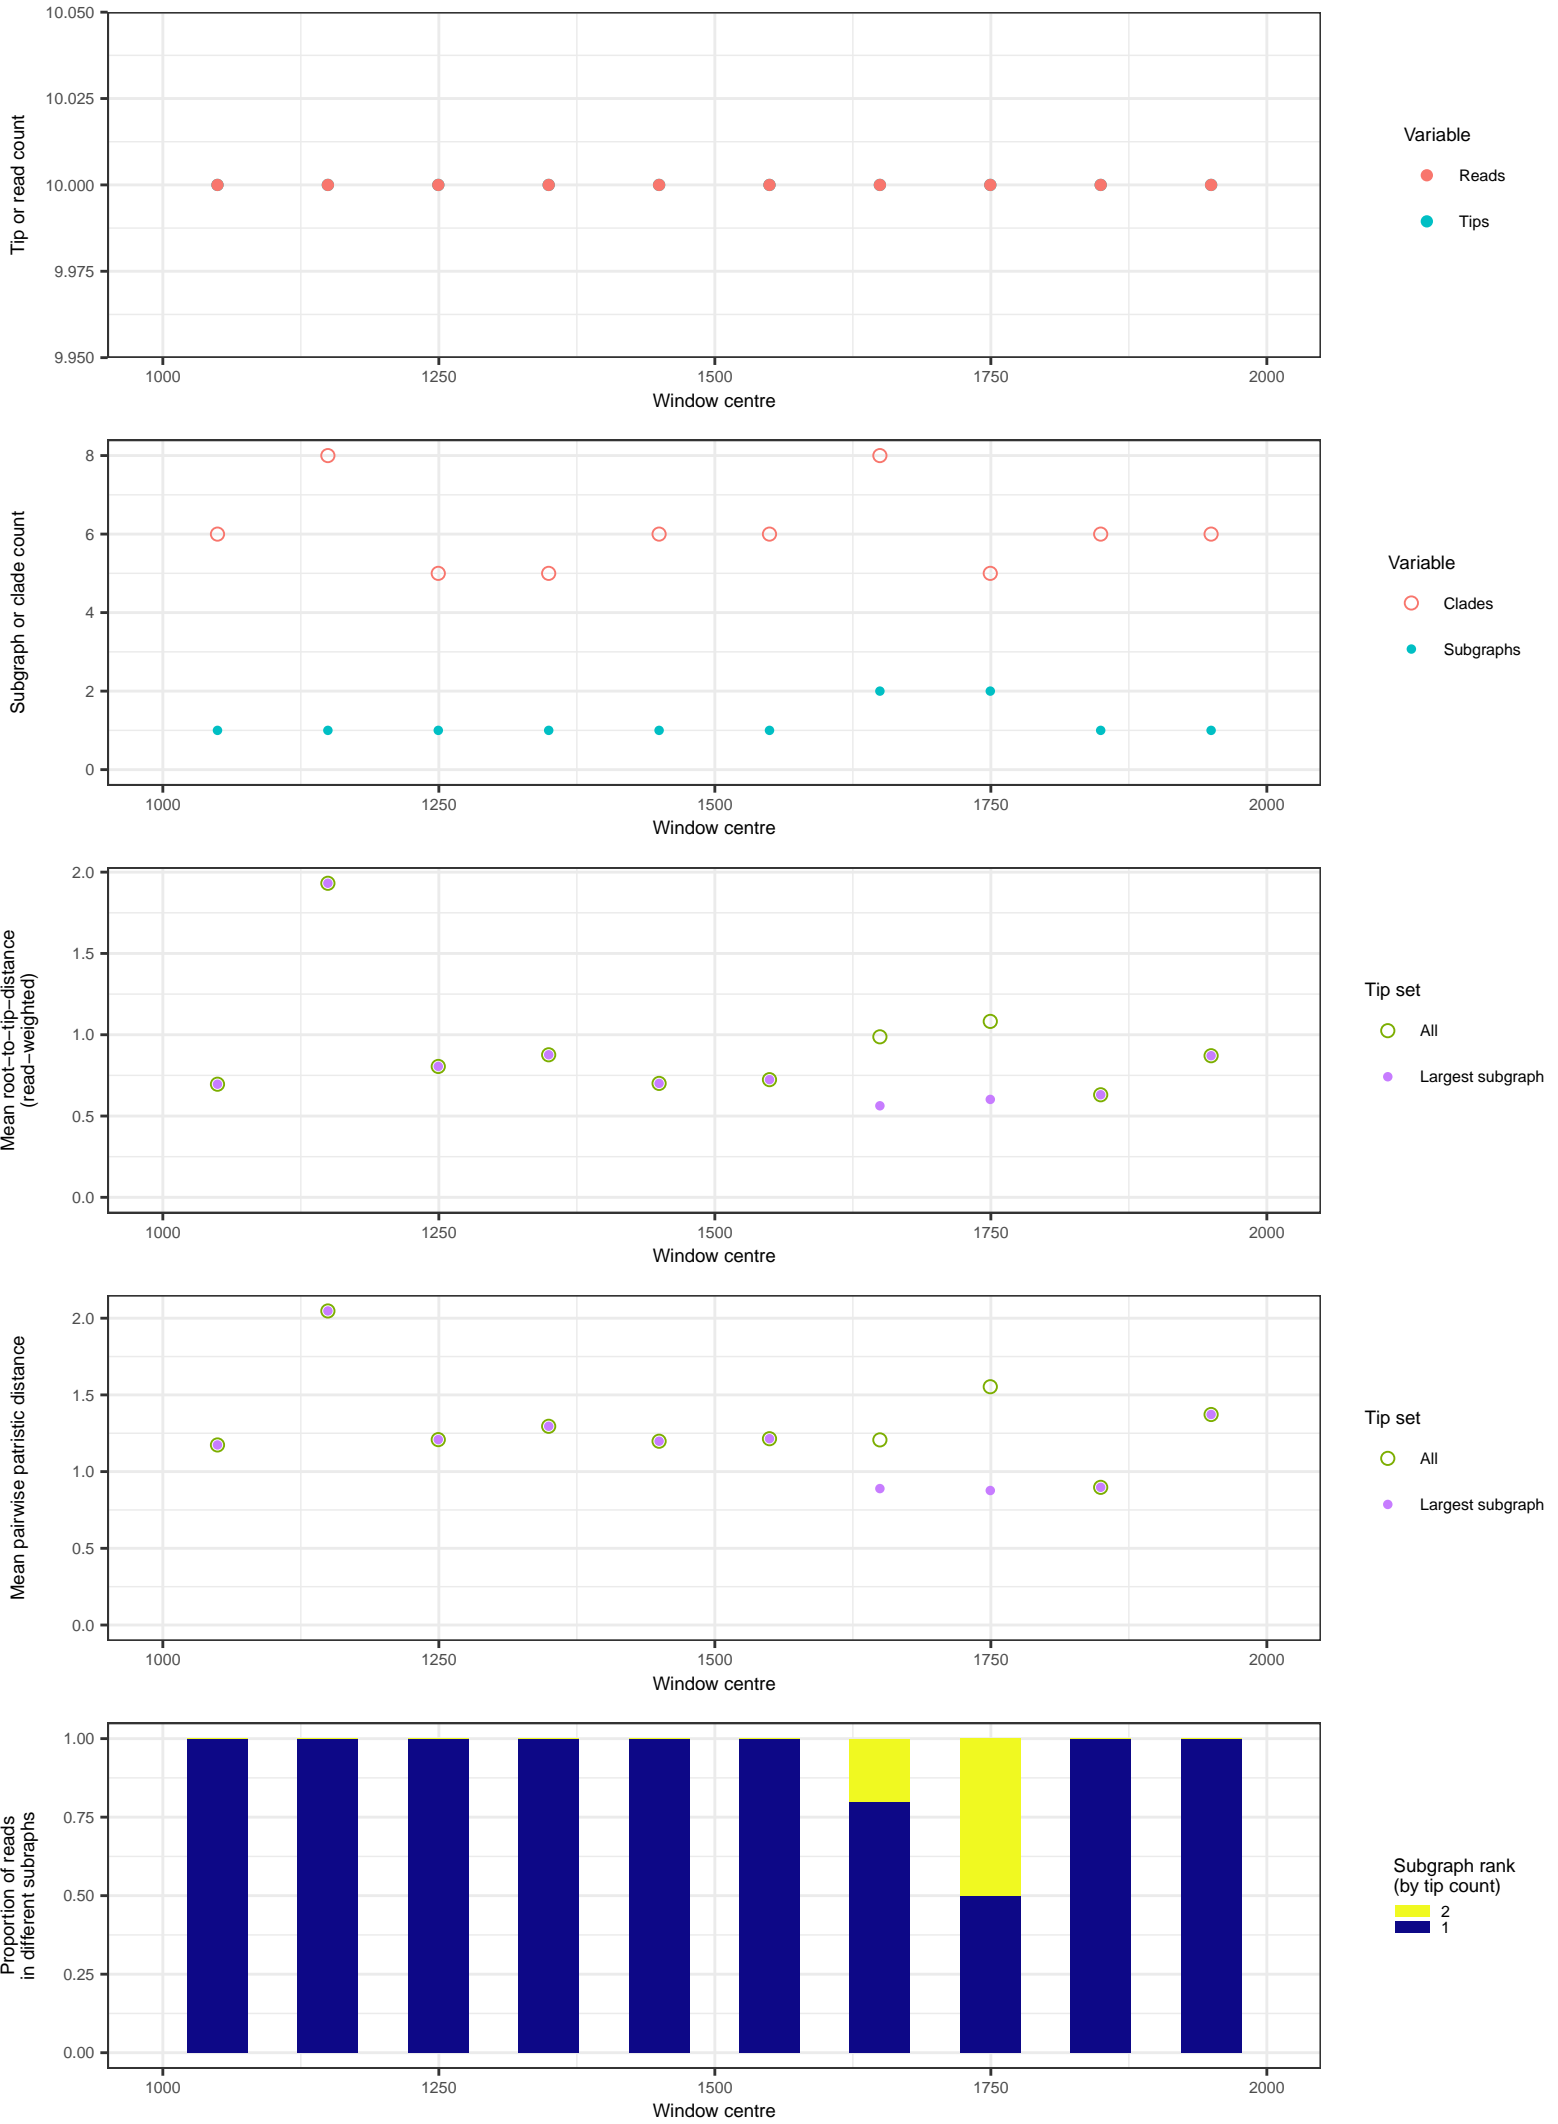 10.050
10.025
10.000
9.975
9.950
Tip or read count
1000 1250 1500 1750 2000
Window centre
Variable
Reads
Tips
8
6
4
2
0
Subgraph or clade count
1000 1250 1500 1750 2000
Window centre
Variable
Clades
Subgraphs
2.0
1.5
1.0
0.5
0.0
Mean root−to−tip−distance
(read−weighted)
1000 1250 1500 1750 2000
Window centre
Tip set
All
Largest subgraph
2.0
1.5
1.0
0.5
0.0
Mean pairwise patristic distance
1000 1250 1500 1750 2000
Window centre
Tip set
All
Largest subgraph
1.00
0.75
0.50
0.25
0.00
Proportion of reads
in different subraphs
1000 1250 1500 1750 2000
Window centre
Subgraph rank
(by tip count)
2
1